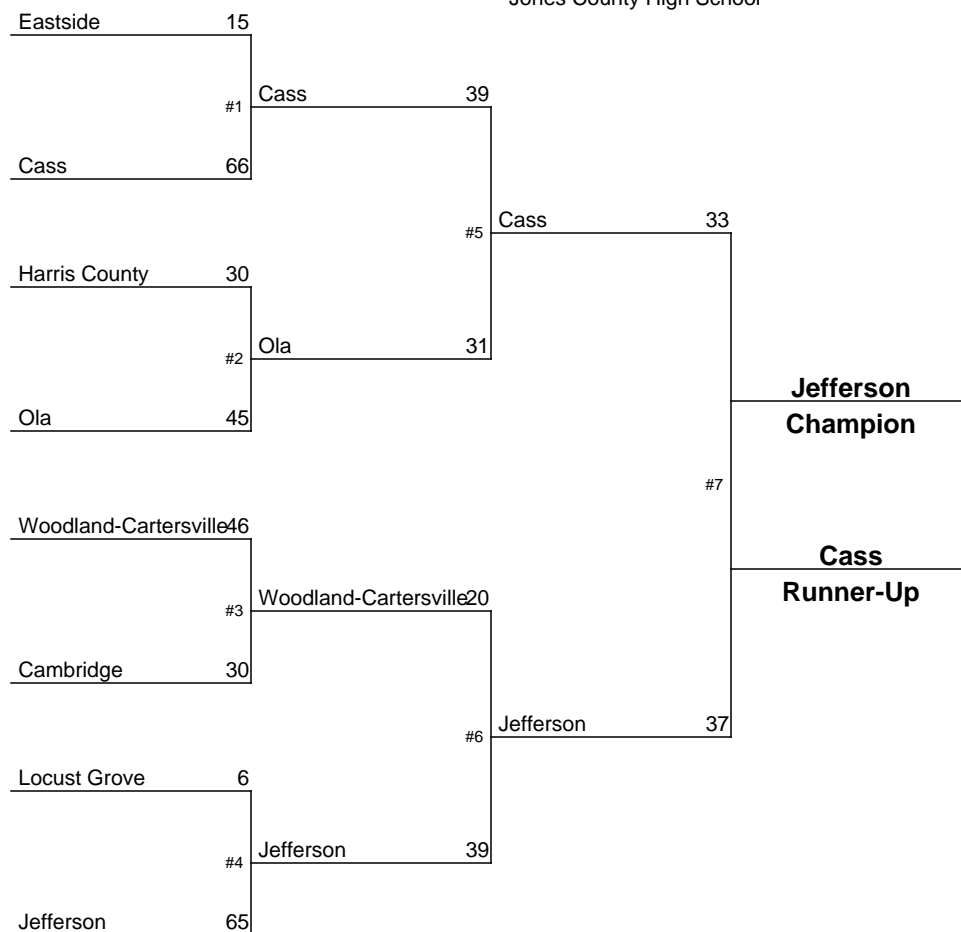 Jones County High School
Eastside 15
#1 Cass 39
Cass 66
#5 Cass 33
Harris County 30
#2 Ola 31
Ola 45
Jefferson
Champion
#7
Woodland-Cartersville 46
Cass
Runner-Up
#3 Woodland-Cartersville 20
Cambridge 30
#6 Jefferson 37
Locust Grove 6
#4 Jefferson 39
Jefferson 65